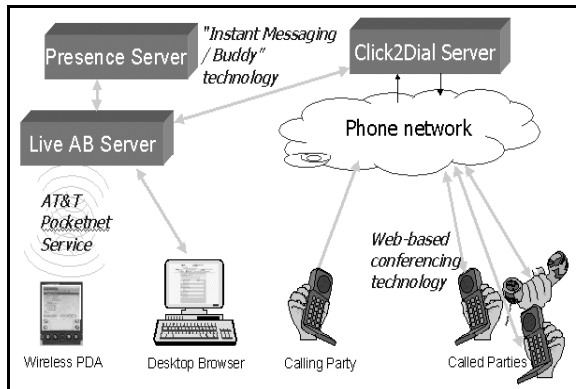 "Instant Messaging
/ Buddy"
technology
Presence Server
Click2Dial Server
Live AB Server
Phone network
AT&T
Pocketnet
Service
Web-based
conferencing
technology
Wireless PDA
Desktop Browser
Calling Party
Called Parties